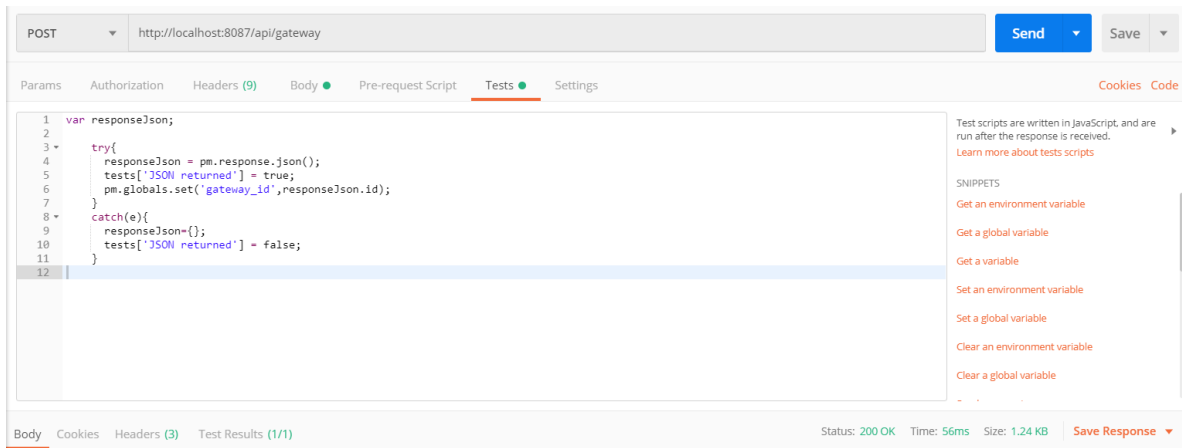 POST http://localhost:8087/api/gateway Send Save
Params Authorization Headers (9) Body Pre-request Script Tests Settings Cookies Code
1 var responseJson;
2
3 try{
4 responseJson = pm.response.json();
5 tests['JSON returned'] = true;
6 pm.globals.set('gateway_id',responseJson.id);
7 }
8 catch(e){
9 responseJson={};
10 tests['JSON returned'] = false;
11 }
12
Test scripts are written in JavaScript, and are
run after the response is received.
Learn more about tests scripts
SNIPPETS
Get an environment variable
Get a global variable
Get a variable
Set an environment variable
Set a global variable
Clear an environment variable
Clear a global variable
Body Cookies Headers (3) Test Results (1/1) Status: 200 OK Time: 56ms Size: 1.24 KB Save Response